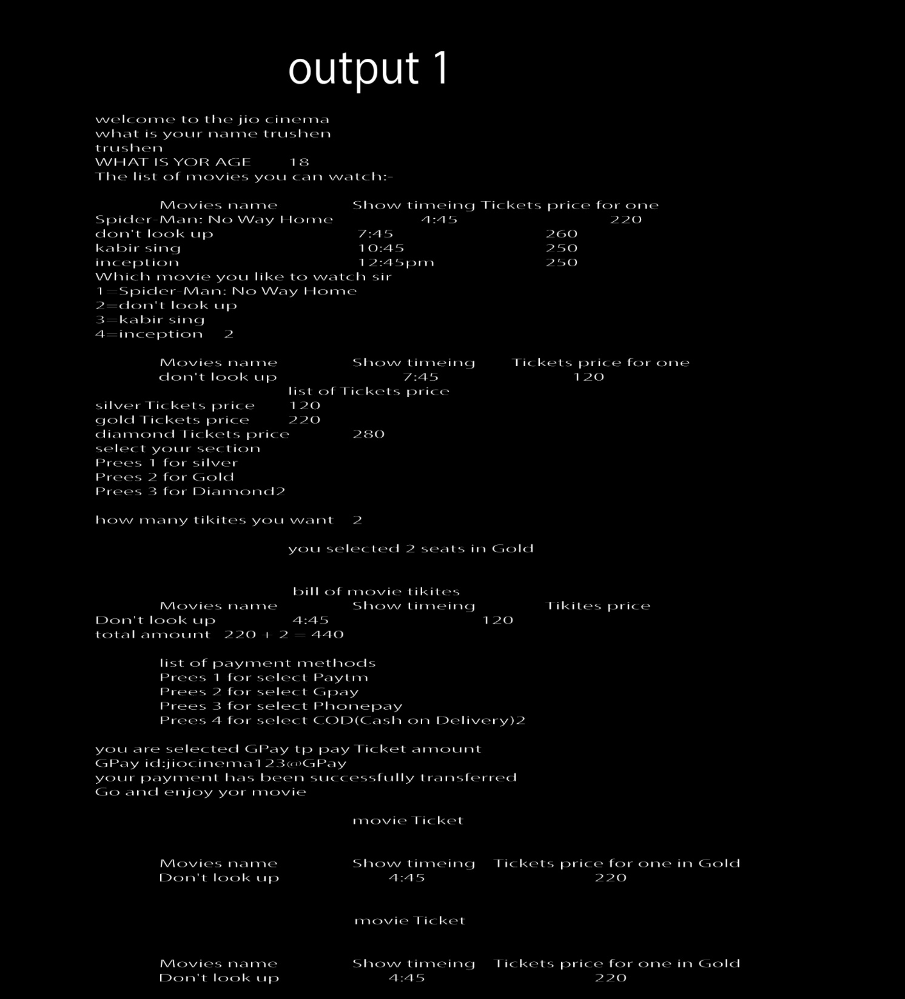 output 1
welcome to the jio cinema
what is your name trushen
trushen
WHAT IS YOR AGE 18
The list of movies you can watch:-
Movies name Show timeing Tickets price for one
Spider-Man: No Way Home 4:45 220
don't look up 7:45 260
kabir sing 10:45 250
inception 12:45pm 250
Which movie you like to watch sir
1=Spider-Man: No Way Home
2=don't look up
3=kabir sing
4=inception 2
Movies name Show timeing Tickets price for one
don't look up 7:45 120
list of Tickets price
silver Tickets price 120
gold Tickets price 220
diamond Tickets price 280
select your section
Prees 1 for silver
Prees 2 for Gold
Prees 3 for Diamond2
how many tikites you want 2
you selected 2 seats in Gold
bill of movie tikites
Movies name Show timeing Tikites price
Don't look up 4:45 120
total amount 220 + 2 = 440
list of payment methods
Prees 1 for select Paytm
Prees 2 for select Gpay
Prees 3 for select Phonepay
Prees 4 for select COD(Cash on Delivery)2
you are selected GPay tp pay Ticket amount
GPay id:jiocinema123@GPay
your payment has been successfully transferred
Go and enjoy yor movie
movie Ticket
Movies name Show timeing Tickets price for one in Gold
Don't look up 4:45 220
movie Ticket
Movies name Show timeing Tickets price for one in Gold
Don't look up 4:45 220